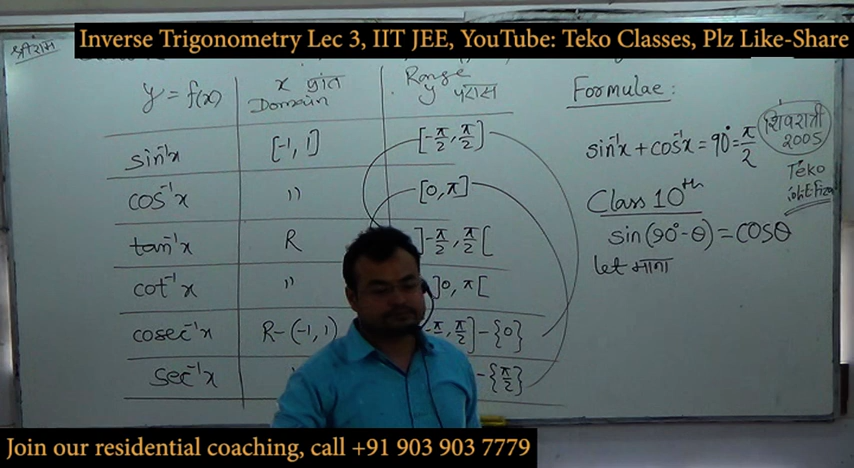 Inverse Trigonometry Lec 3, IIT JEE, YouTube: Teko Classes, Plz Like-Share
श्रीराम
y = f(x)
x प्रांत
Domain
Range
y परास
sin⁻¹x [-1, 1] [-π/2, π/2]
cos⁻¹x " [0, π]
tan⁻¹x R ]-π/2, π/2[
cot⁻¹x " ]0, π[
cosec⁻¹x R-(-1, 1) -π/2, π/2] - {0}
sec⁻¹x - {π/2}
Formulae:
sin⁻¹x + cos⁻¹x = 90° = π/2
शिवरात्री
2005
Teko
Class 10th
sin(90°-θ) = cosθ
let माना
Join our residential coaching, call +91 903 903 7779